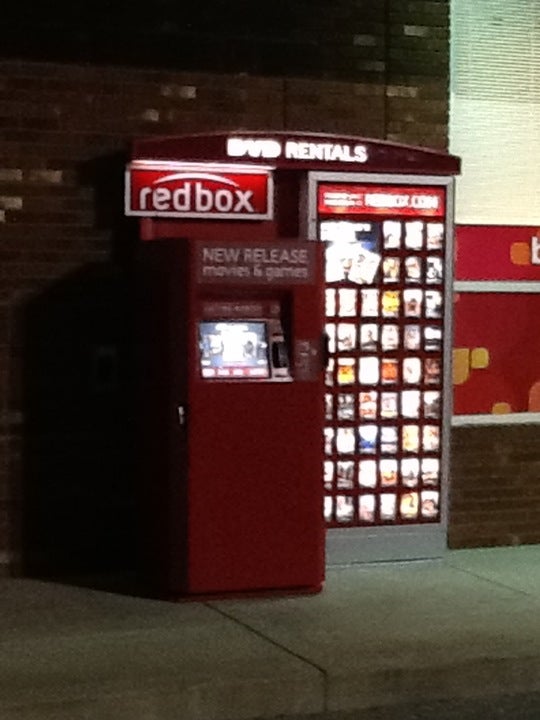 DVD RENTALS
redbox
REDBOX.COM
NEW RELEASE
movies & games
b